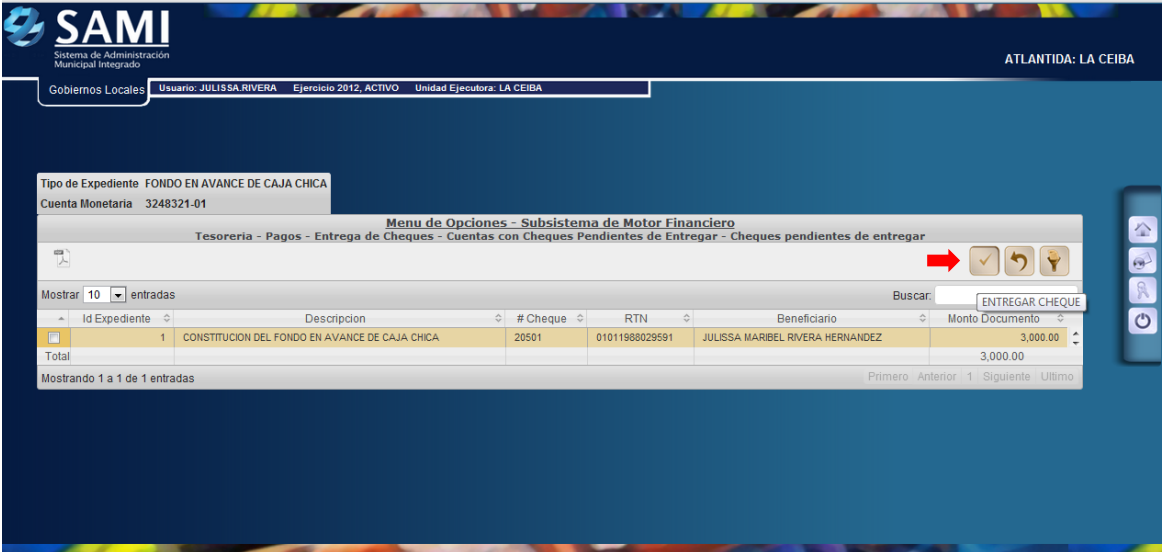 SAMI
Sistema de Administración
Municipal Integrado
ATLANTIDA: LA CEIBA
Gobiernos Locales
Usuario: JULISSA.RIVERA Ejercicio 2012, ACTIVO Unidad Ejecutora: LA CEIBA
Tipo de Expediente FONDO EN AVANCE DE CAJA CHICA
Cuenta Monetaria 3248321-01
Menu de Opciones - Subsistema de Motor Financiero
Tesoreria - Pagos - Entrega de Cheques - Cuentas con Cheques Pendientes de Entregar - Cheques pendientes de entregar
Mostrar 10 entradas Buscar:
ENTREGAR CHEQUE
Id Expediente Descripcion # Cheque RTN Beneficiario Monto Documento
1 CONSTITUCION DEL FONDO EN AVANCE DE CAJA CHICA 20501 01011988029591 JULISSA MARIBEL RIVERA HERNANDEZ 3,000.00
Total 3,000.00
Mostrando 1 a 1 de 1 entradas Primero Anterior 1 Siguiente Ultimo